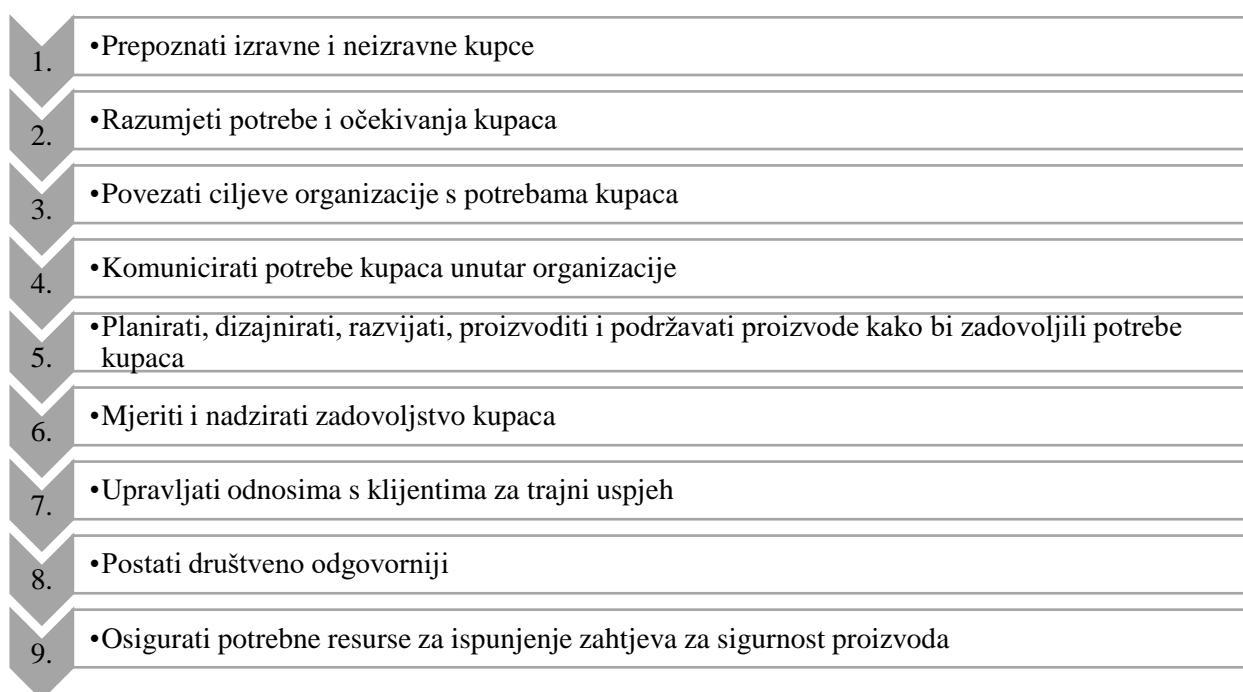 1.
•Prepoznati izravne i neizravne kupce
2.
•Razumjeti potrebe i očekivanja kupaca
3.
•Povezati ciljeve organizacije s potrebama kupaca
4.
•Komunicirati potrebe kupaca unutar organizacije
5.
•Planirati, dizajnirati, razvijati, proizvoditi i podržavati proizvode kako bi zadovoljili potrebe
kupaca
6.
•Mjeriti i nadzirati zadovoljstvo kupaca
7.
•Upravljati odnosima s klijentima za trajni uspjeh
8.
•Postati društveno odgovorniji
9.
•Osigurati potrebne resurse za ispunjenje zahtjeva za sigurnost proizvoda